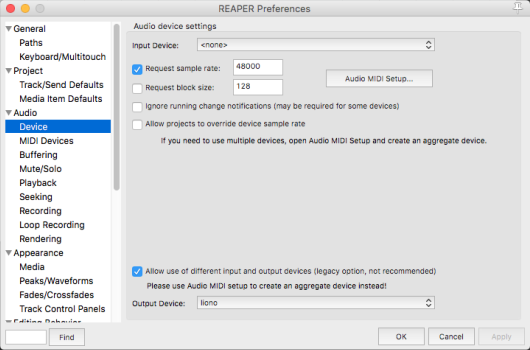 REAPER Preferences
General
Paths
Keyboard/Multitouch
Project
Track/Send Defaults
Media Item Defaults
Audio
Device
MIDI Devices
Buffering
Mute/Solo
Playback
Seeking
Recording
Loop Recording
Rendering
Appearance
Media
Peaks/Waveforms
Fades/Crossfades
Track Control Panels
Editing Behavior
Find
Audio device settings
Input Device: <none>
Request sample rate: 48000
Request block size: 128
Audio MIDI Setup...
Ignore running change notifications (may be required for some devices)
Allow projects to override device sample rate
If you need to use multiple devices, open Audio MIDI Setup and create an aggregate device.
Allow use of different input and output devices (legacy option, not recommended)
Please use Audio MIDI setup to create an aggregate device instead!
Output Device: liono
OK Cancel Apply